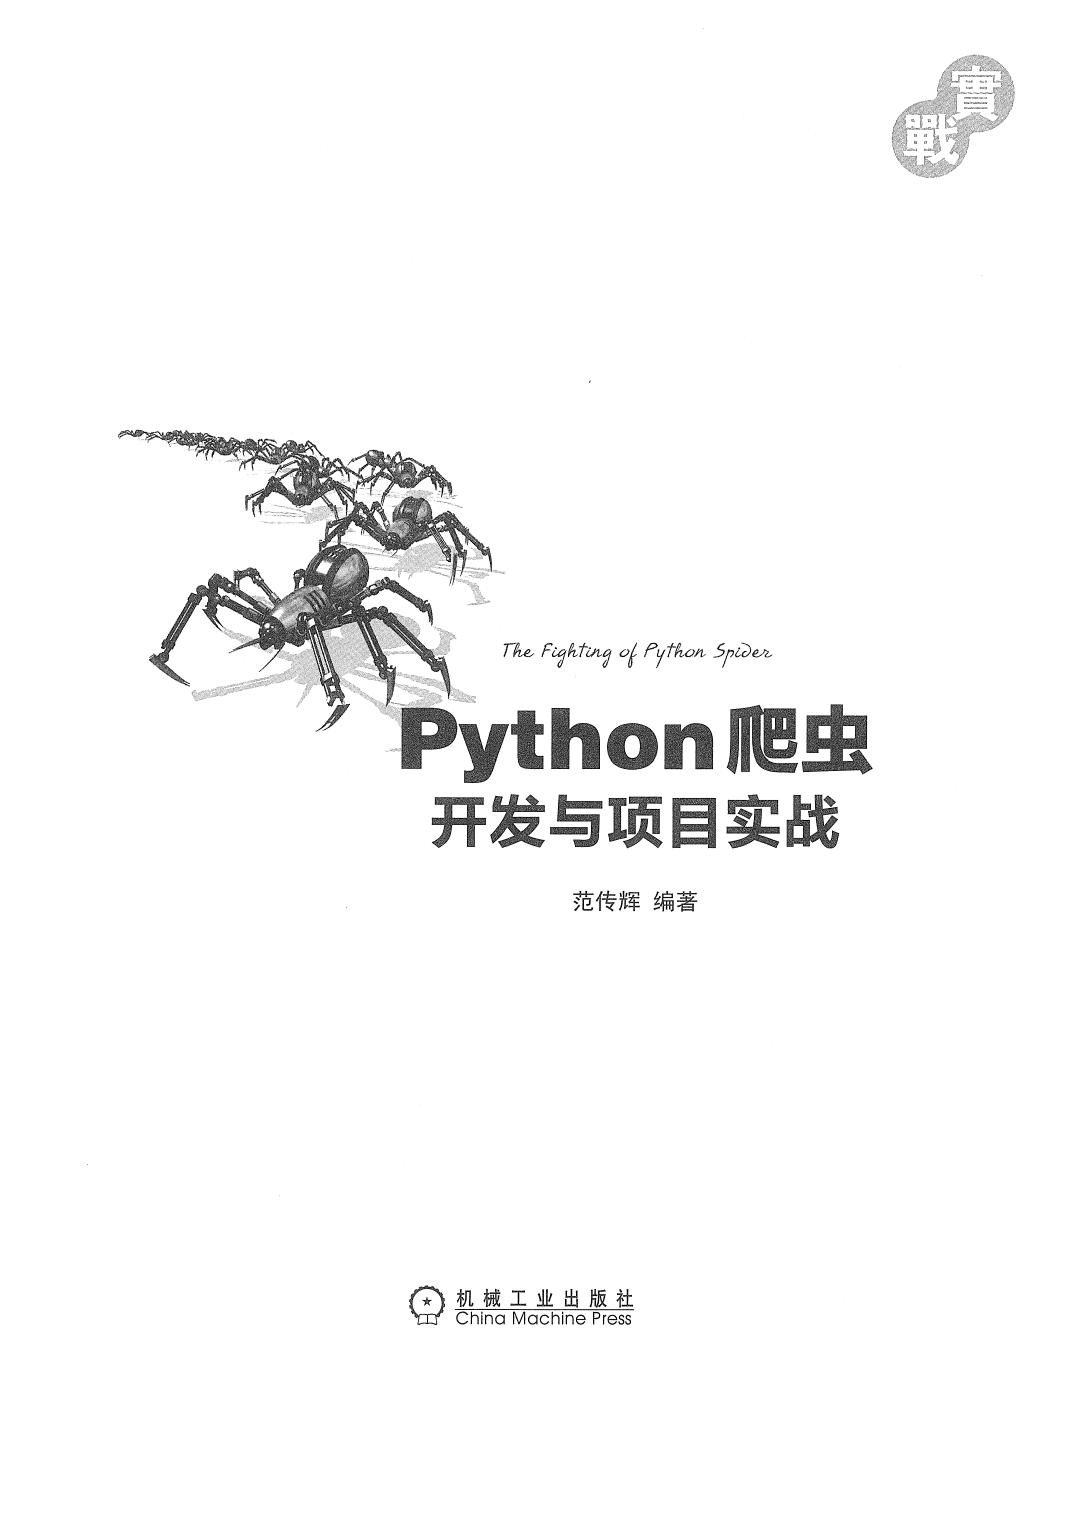 實
戰
The Fighting of Python Spider
Python爬虫
开发与项目实战
范传辉 编著
机械工业出版社
China Machine Press